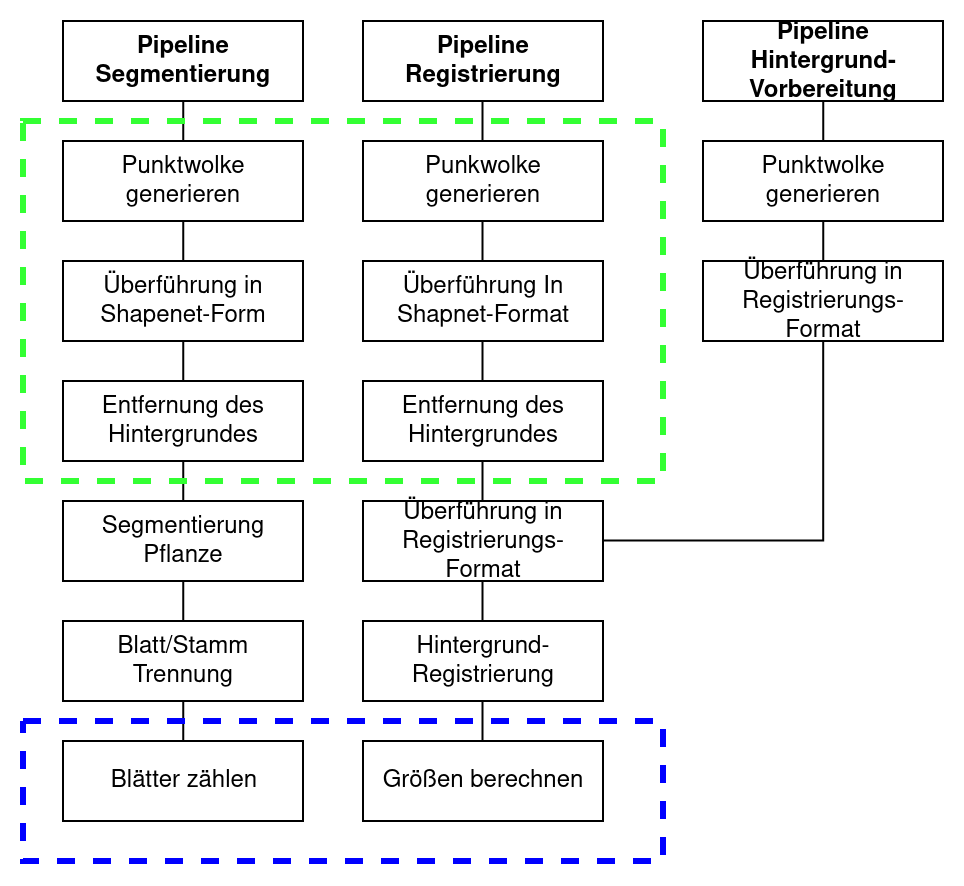 Pipeline
Segmentierung
Pipeline
Registrierung
Pipeline
Hintergrund-
Vorbereitung
Punktwolke
generieren
Punkwolke
generieren
Punktwolke
generieren
Überführung in
Shapenet-Form
Überführung In
Shapnet-Format
Überführung in
Registrierungs-
Format
Entfernung des
Hintergrundes
Entfernung des
Hintergrundes
Segmentierung
Pflanze
Überführung in
Registrierungs-
Format
Blatt/Stamm
Trennung
Hintergrund-
Registrierung
Blätter zählen
Größen berechnen